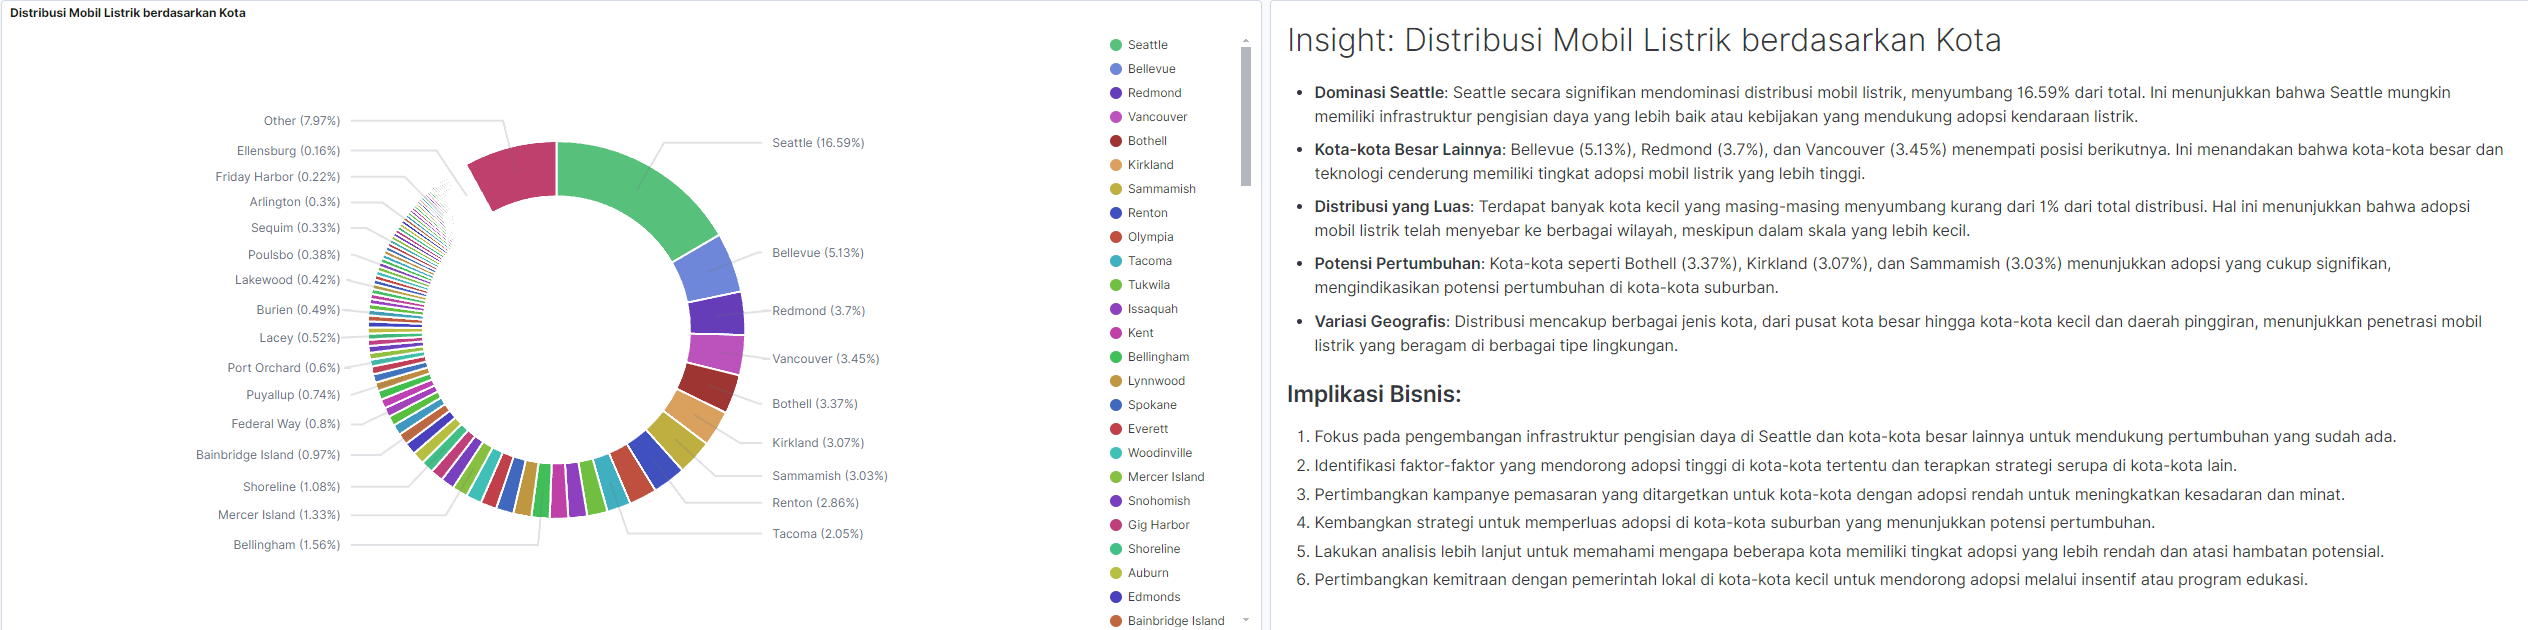 Distribusi Mobil Listrik berdasarkan Kota
Other (7.97%)
Ellensburg (0.16%)
Friday Harbor (0.22%)
Arlington (0.3%)
Sequim (0.33%)
Poulsbo (0.38%)
Lakewood (0.42%)
Burien (0.49%)
Lacey (0.52%)
Port Orchard (0.6%)
Puyallup (0.74%)
Federal Way (0.8%)
Bainbridge Island (0.97%)
Shoreline (1.08%)
Mercer Island (1.33%)
Bellingham (1.56%)
Seattle (16.59%)
Bellevue (5.13%)
Redmond (3.7%)
Vancouver (3.45%)
Bothell (3.37%)
Kirkland (3.07%)
Sammamish (3.03%)
Renton (2.86%)
Tacoma (2.05%)
Seattle
Bellevue
Redmond
Vancouver
Bothell
Kirkland
Sammamish
Renton
Olympia
Tacoma
Tukwila
Issaquah
Kent
Bellingham
Lynnwood
Spokane
Everett
Woodinville
Mercer Island
Snohomish
Gig Harbor
Shoreline
Auburn
Edmonds
Bainbridge Island
Insight: Distribusi Mobil Listrik berdasarkan Kota
• Dominasi Seattle: Seattle secara signifikan mendominasi distribusi mobil listrik, menyumbang 16.59% dari total. Ini menunjukkan bahwa Seattle mungkin
memiliki infrastruktur pengisian daya yang lebih baik atau kebijakan yang mendukung adopsi kendaraan listrik.
• Kota-kota Besar Lainnya: Bellevue (5.13%), Redmond (3.7%), dan Vancouver (3.45%) menempati posisi berikutnya. Ini menandakan bahwa kota-kota besar dan
teknologi cenderung memiliki tingkat adopsi mobil listrik yang lebih tinggi.
• Distribusi yang Luas: Terdapat banyak kota kecil yang masing-masing menyumbang kurang dari 1% dari total distribusi. Hal ini menunjukkan bahwa adopsi
mobil listrik telah menyebar ke berbagai wilayah, meskipun dalam skala yang lebih kecil.
• Potensi Pertumbuhan: Kota-kota seperti Bothell (3.37%), Kirkland (3.07%), dan Sammamish (3.03%) menunjukkan adopsi yang cukup signifikan,
mengindikasikan potensi pertumbuhan di kota-kota suburban.
• Variasi Geografis: Distribusi mencakup berbagai jenis kota, dari pusat kota besar hingga kota-kota kecil dan daerah pinggiran, menunjukkan penetrasi mobil
listrik yang beragam di berbagai tipe lingkungan.
Implikasi Bisnis:
1. Fokus pada pengembangan infrastruktur pengisian daya di Seattle dan kota-kota besar lainnya untuk mendukung pertumbuhan yang sudah ada.
2. Identifikasi faktor-faktor yang mendorong adopsi tinggi di kota-kota tertentu dan terapkan strategi serupa di kota-kota lain.
3. Pertimbangkan kampanye pemasaran yang ditargetkan untuk kota-kota dengan adopsi rendah untuk meningkatkan kesadaran dan minat.
4. Kembangkan strategi untuk memperluas adopsi di kota-kota suburban yang menunjukkan potensi pertumbuhan.
5. Lakukan analisis lebih lanjut untuk memahami mengapa beberapa kota memiliki tingkat adopsi yang lebih rendah dan atasi hambatan potensial.
6. Pertimbangkan kemitraan dengan pemerintah lokal di kota-kota kecil untuk mendorong adopsi melalui insentif atau program edukasi.